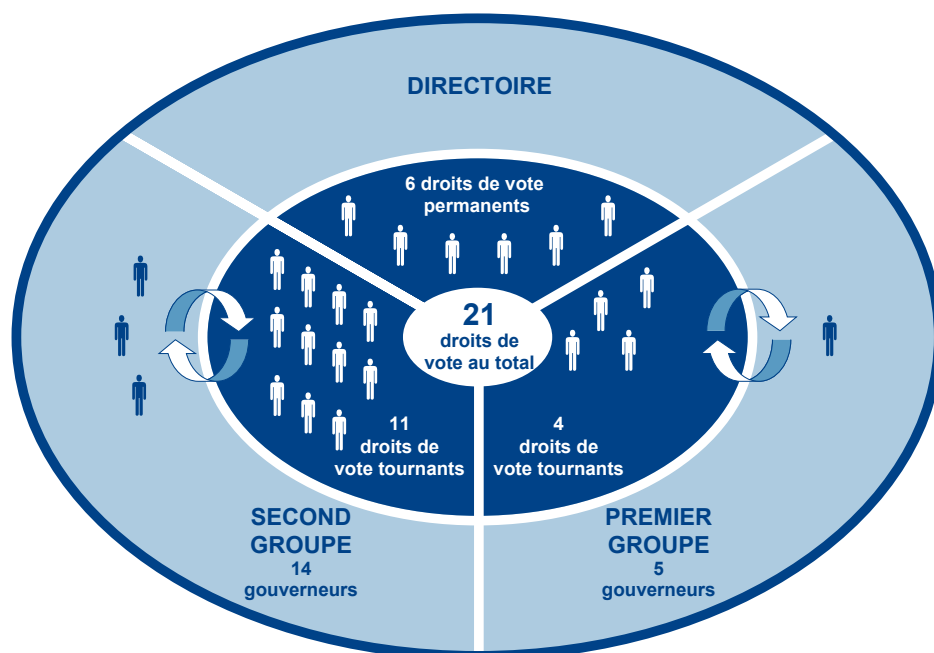 DIRECTOIRE
6 droits de vote
permanents
21
droits de
vote au total
11
droits de
vote tournants
4
droits de
vote tournants
SECOND
GROUPE
14
gouverneurs
PREMIER
GROUPE
5
gouverneurs